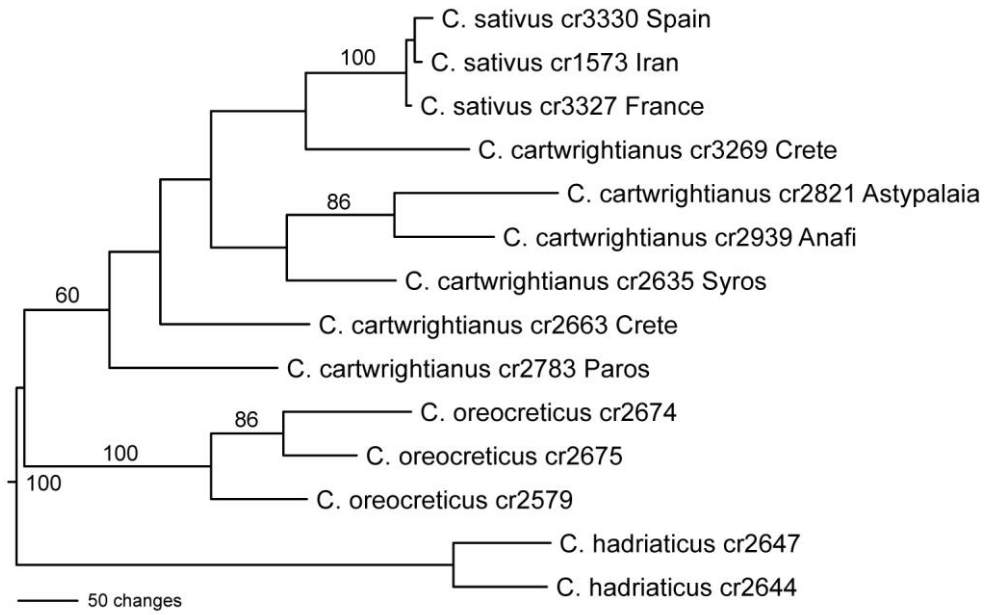 C. sativus cr3330 Spain
100
C. sativus cr1573 Iran
C. sativus cr3327 France
C. cartwrightianus cr3269 Crete
C. cartwrightianus cr2821 Astypalaia
86
C. cartwrightianus cr2939 Anafi
C. cartwrightianus cr2635 Syros
60
C. cartwrightianus cr2663 Crete
C. cartwrightianus cr2783 Paros
C. oreocreticus cr2674
86
C. oreocreticus cr2675
100
100
C. oreocreticus cr2579
C. hadriaticus cr2647
C. hadriaticus cr2644
50 changes